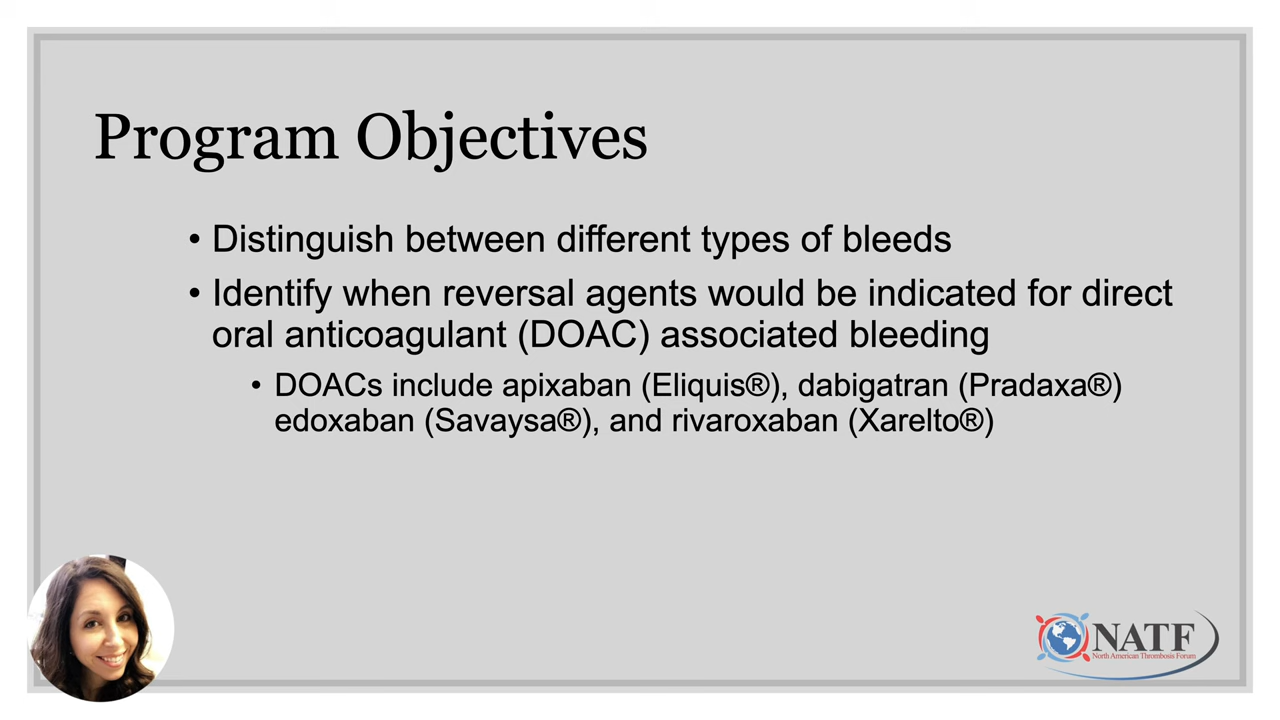 Program Objectives
• Distinguish between different types of bleeds
• Identify when reversal agents would be indicated for direct
oral anticoagulant (DOAC) associated bleeding
• DOACs include apixaban (Eliquis®), dabigatran (Pradaxa®)
edoxaban (Savaysa®), and rivaroxaban (Xarelto®)
NATF
North American Thrombosis Forum